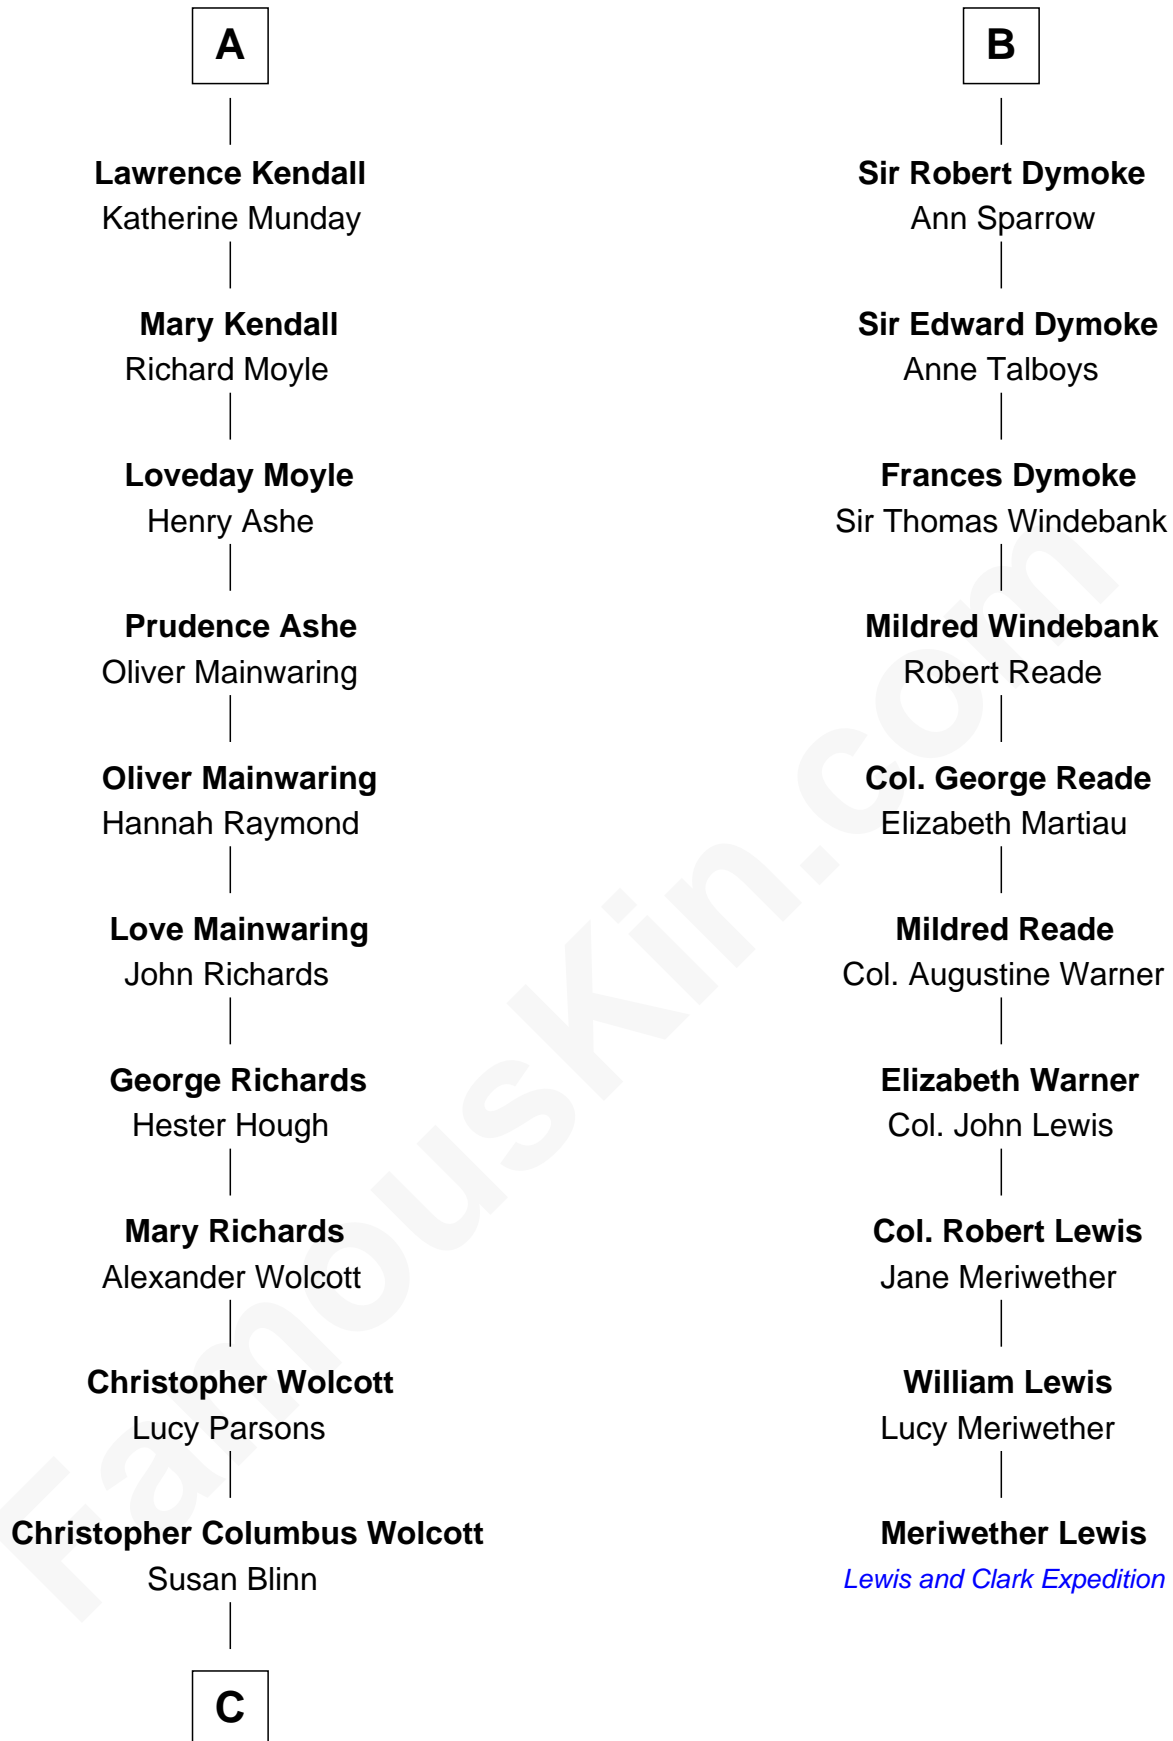 A
Lawrence Kendall
Katherine Munday
Mary Kendall
Richard Moyle
Loveday Moyle
Henry Ashe
Prudence Ashe
Oliver Mainwaring
Oliver Mainwaring
Hannah Raymond
Love Mainwaring
John Richards
George Richards
Hester Hough
Mary Richards
Alexander Wolcott
Christopher Wolcott
Lucy Parsons
Christopher Columbus Wolcott
Susan Blinn
C
B
Sir Robert Dymoke
Ann Sparrow
Sir Edward Dymoke
Anne Talboys
Frances Dymoke
Sir Thomas Windebank
Mildred Windebank
Robert Reade
Col. George Reade
Elizabeth Martiau
Mildred Reade
Col. Augustine Warner
Elizabeth Warner
Col. John Lewis
Col. Robert Lewis
Jane Meriwether
William Lewis
Lucy Meriwether
Meriwether Lewis
Lewis and Clark Expedition
FamousKin.com